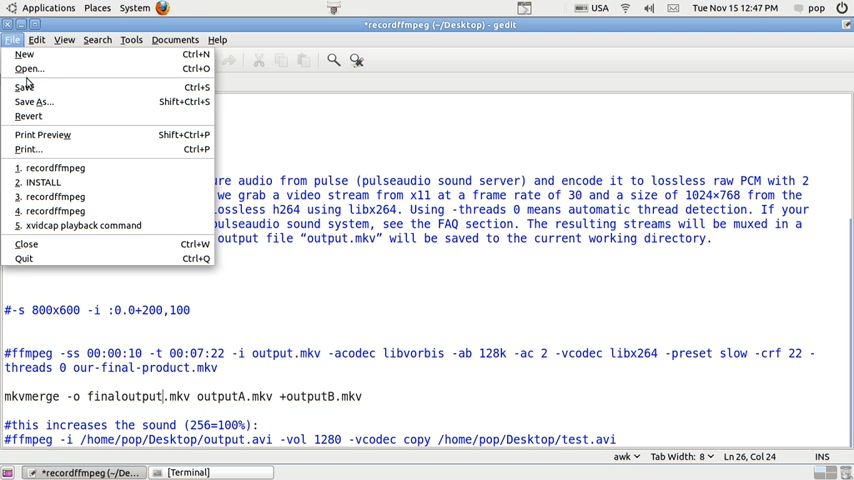 Applications Places System USA Tue Nov 15 12:47 PM pop
*recordffmpeg (~/Desktop) - gedit
File Edit View Search Tools Documents Help
New Ctrl+N
Open... Ctrl+O
Save Ctrl+S
Save As... Shift+Ctrl+S
Revert
Print Preview Shift+Ctrl+P
Print... Ctrl+P
1. recordffmpeg
2. INSTALL
3. recordffmpeg
4. recordffmpeg
5. xvidcap playback command
Close Ctrl+W
Quit Ctrl+Q
ure audio from pulse (pulseaudio sound server) and encode it to lossless raw PCM with 2
we grab a video stream from x11 at a frame rate of 30 and a size of 1024×768 from the
ossless h264 using libx264. Using -threads 0 means automatic thread detection. If your
pulseaudio sound system, see the FAQ section. The resulting streams will be muxed in a
output file “output.mkv” will be saved to the current working directory.
#-s 800x600 -i :0.0+200,100
#ffmpeg -ss 00:00:10 -t 00:07:22 -i output.mkv -acodec libvorbis -ab 128k -ac 2 -vcodec libx264 -preset slow -crf 22 -
threads 0 our-final-product.mkv
mkvmerge -o finaloutput.mkv outputA.mkv +outputB.mkv
#this increases the sound (256=100%):
#ffmpeg -i /home/pop/Desktop/output.avi -vol 1280 -vcodec copy /home/pop/Desktop/test.avi
awk Tab Width: 8 Ln 26, Col 24 INS
*recordffmpeg (~/De... [Terminal]